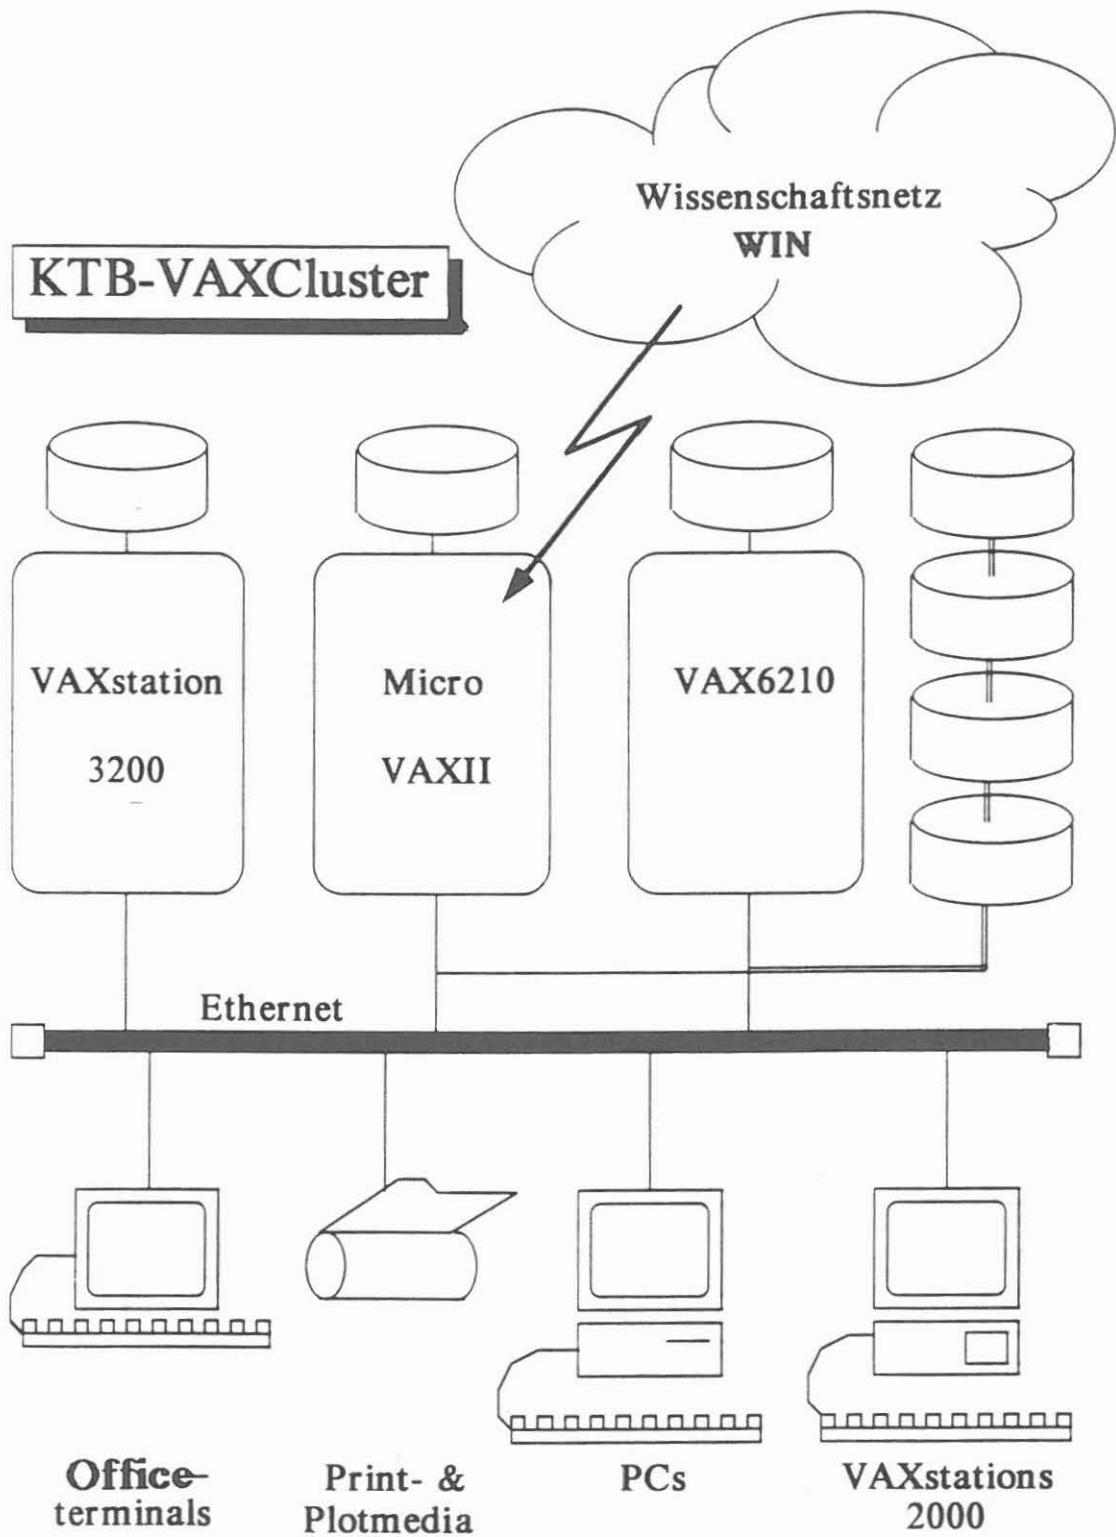 Wissenschaftsnetz
WIN
KTB-VAXCluster
VAXstation
3200
Micro
VAXII
VAX6210
Ethernet
Office-
terminals
Print- &
Plotmedia
PCs
VAXstations
2000